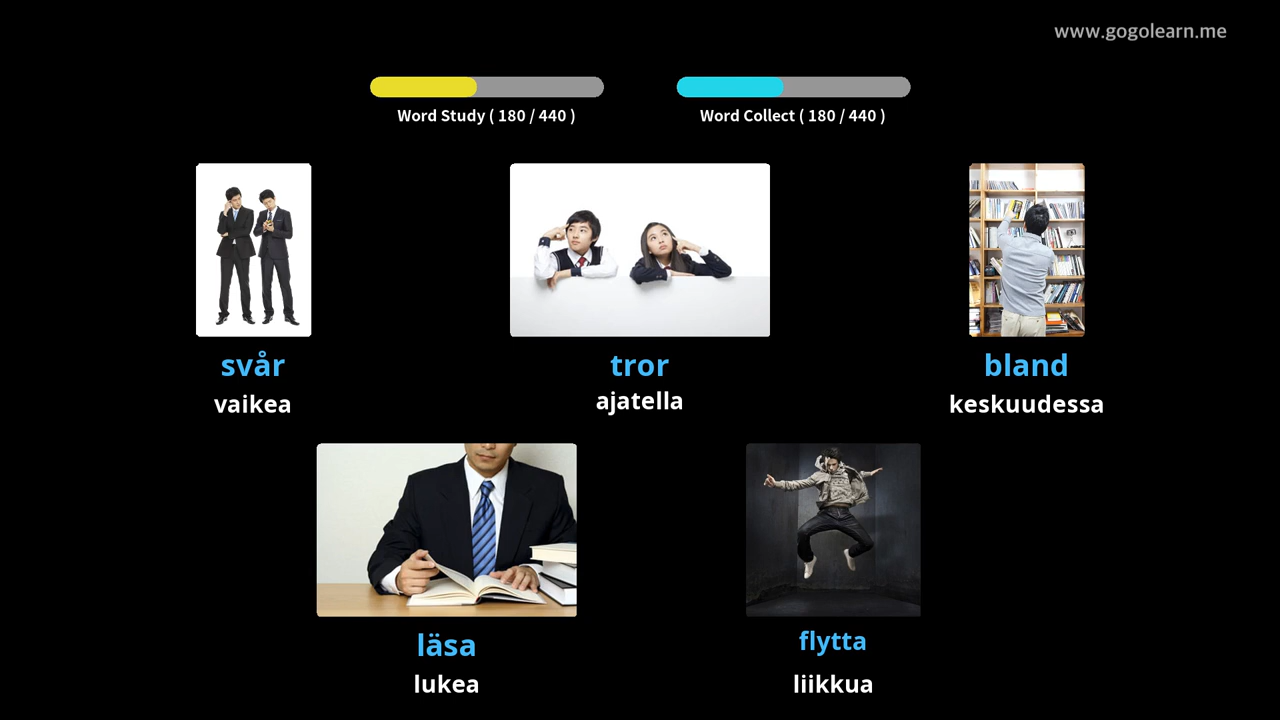 www.gogolearn.me
Word Study ( 180 / 440 )
Word Collect ( 180 / 440 )
svår
tror
bland
vaikea
ajatella
keskuudessa
läsa
flytta
lukea
liikkua